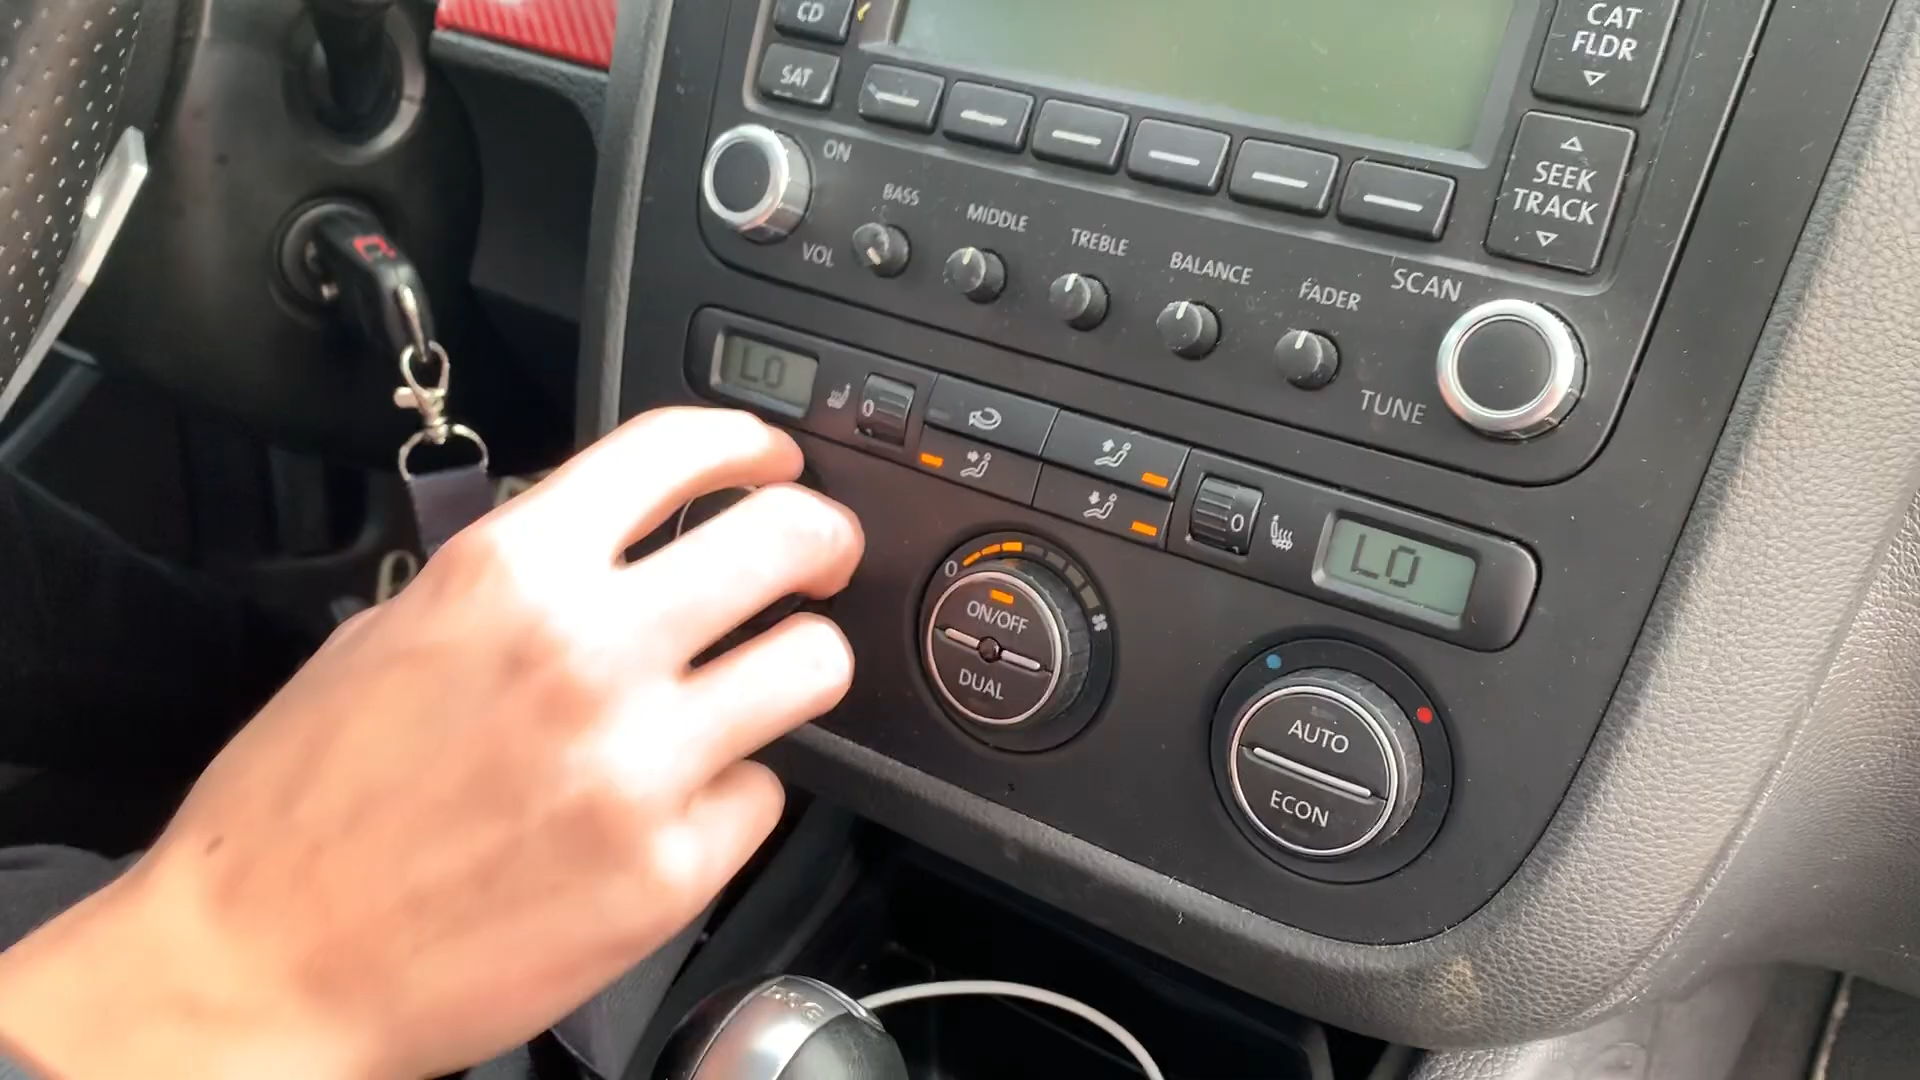 CD
SAT
CAT
FLDR
SEEK
TRACK
ON
VOL
BASS
MIDDLE
TREBLE
BALANCE
FADER
SCAN
TUNE
LO
0
0
LO
0
ON/OFF
DUAL
AUTO
ECON